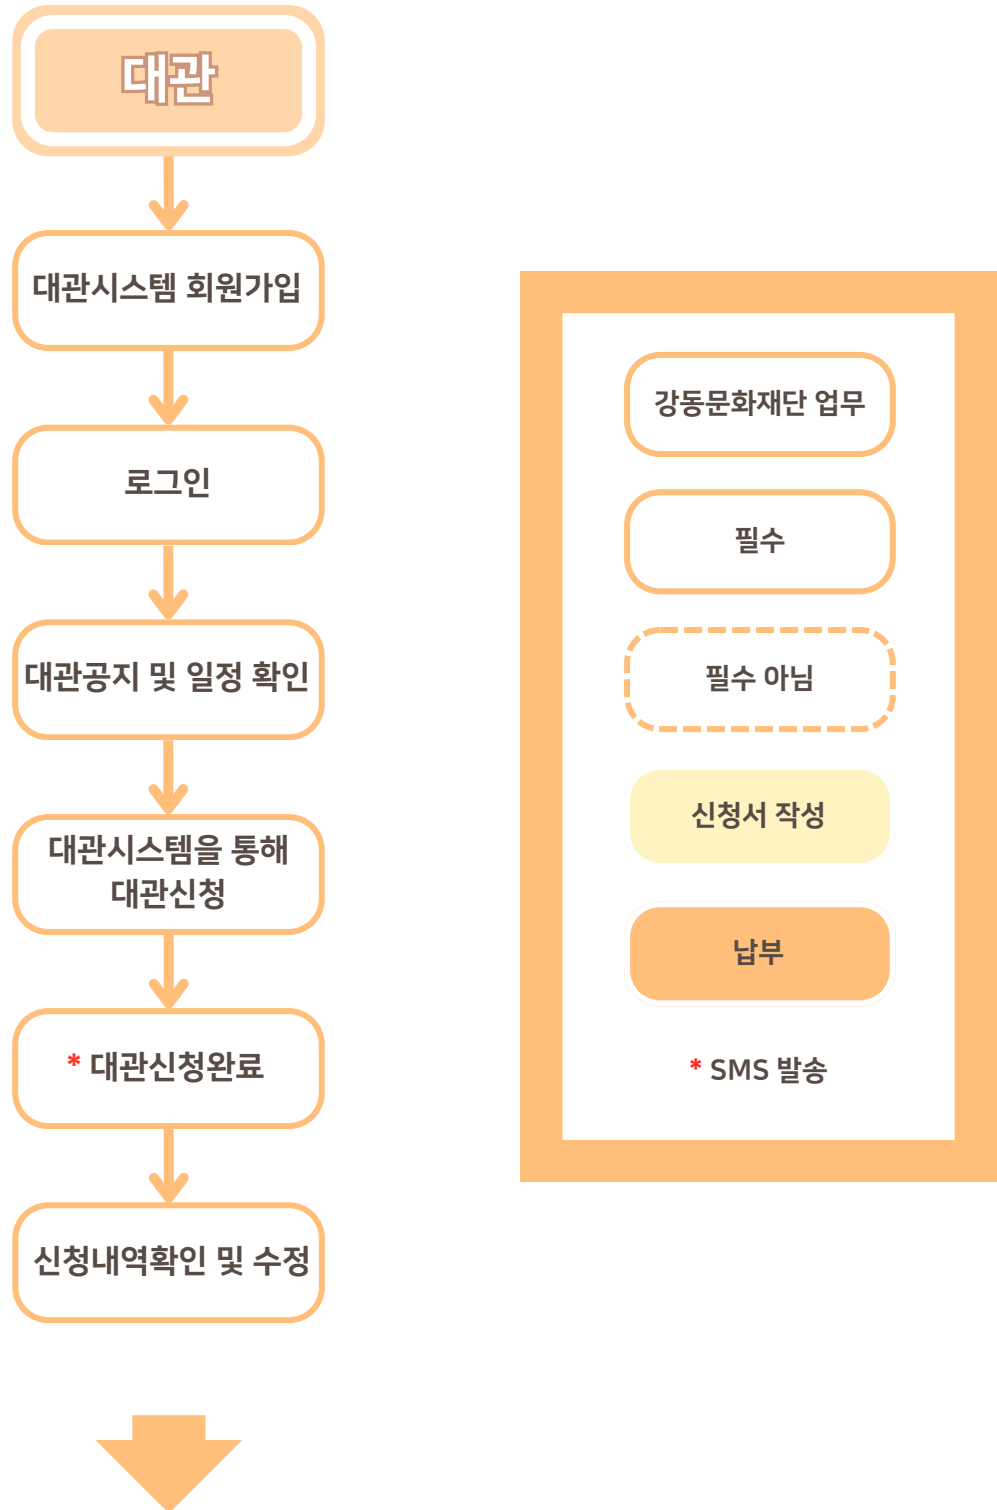 대관
대관시스템 회원가입
로그인
대관공지 및 일정 확인
대관시스템을 통해
대관신청
* 대관신청완료
신청내역확인 및 수정
강동문화재단 업무
필수
필수 아님
신청서 작성
납부
* SMS 발송